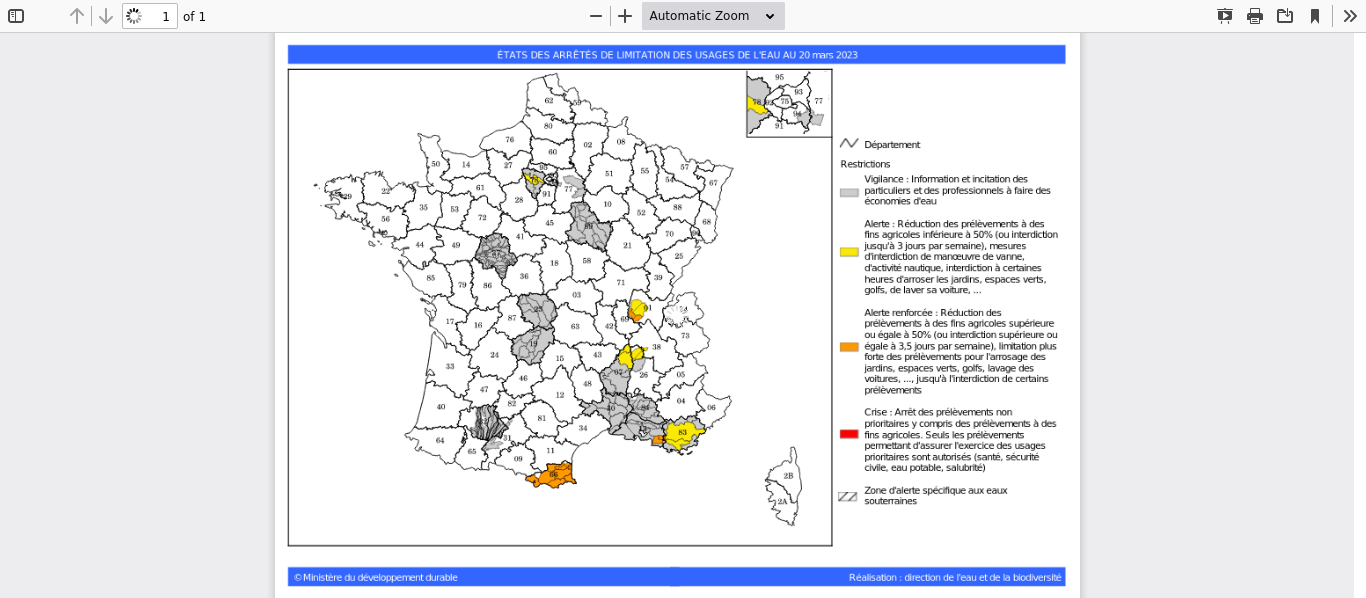 1 of 1
Automatic Zoom
ÉTATS DES ARRÊTÉS DE LIMITATION DES USAGES DE L'EAU AU 20 mars 2023
95
93
75
77
94
91
62
59
80
76
02
08
60
50
14
27
95
51
55
57
54
67
61
77
91
29
22
28
10
35
53
52
88
56
72
45
68
41
70
44
49
21
25
18
58
36
85
79
86
71
39
03
23
01
17
16
87
63
42
69
73
19
24
15
43
38
33
46
07
26
05
47
48
12
40
82
30
84
04
06
81
34
83
64
31
65
09
11
66
2B
2A
Département
Restrictions
Vigilance : Information et incitation des
particuliers et des professionnels à faire des
économies d'eau
Alerte : Réduction des prélèvements à des
fins agricoles inférieure à 50% (ou interdiction
jusqu'à 3 jours par semaine), mesures
d'interdiction de manœuvre de vanne,
d'activité nautique, interdiction à certaines
heures d'arroser les jardins, espaces verts,
golfs, de laver sa voiture, ...
Alerte renforcée : Réduction des
prélèvements à des fins agricoles supérieure
ou égale à 50% (ou interdiction supérieure ou
égale à 3,5 jours par semaine), limitation plus
forte des prélèvements pour l'arrosage des
jardins, espaces verts, golfs, lavage des
voitures, ..., jusqu'à l'interdiction de certains
prélèvements
Crise : Arrêt des prélèvements non
prioritaires y compris des prélèvements à des
fins agricoles. Seuls les prélèvements
permettant d'assurer l'exercice des usages
prioritaires sont autorisés (santé, sécurité
civile, eau potable, salubrité)
Zone d'alerte spécifique aux eaux
souterraines
©Ministère du développement durable
Réalisation : direction de l'eau et de la biodiversité